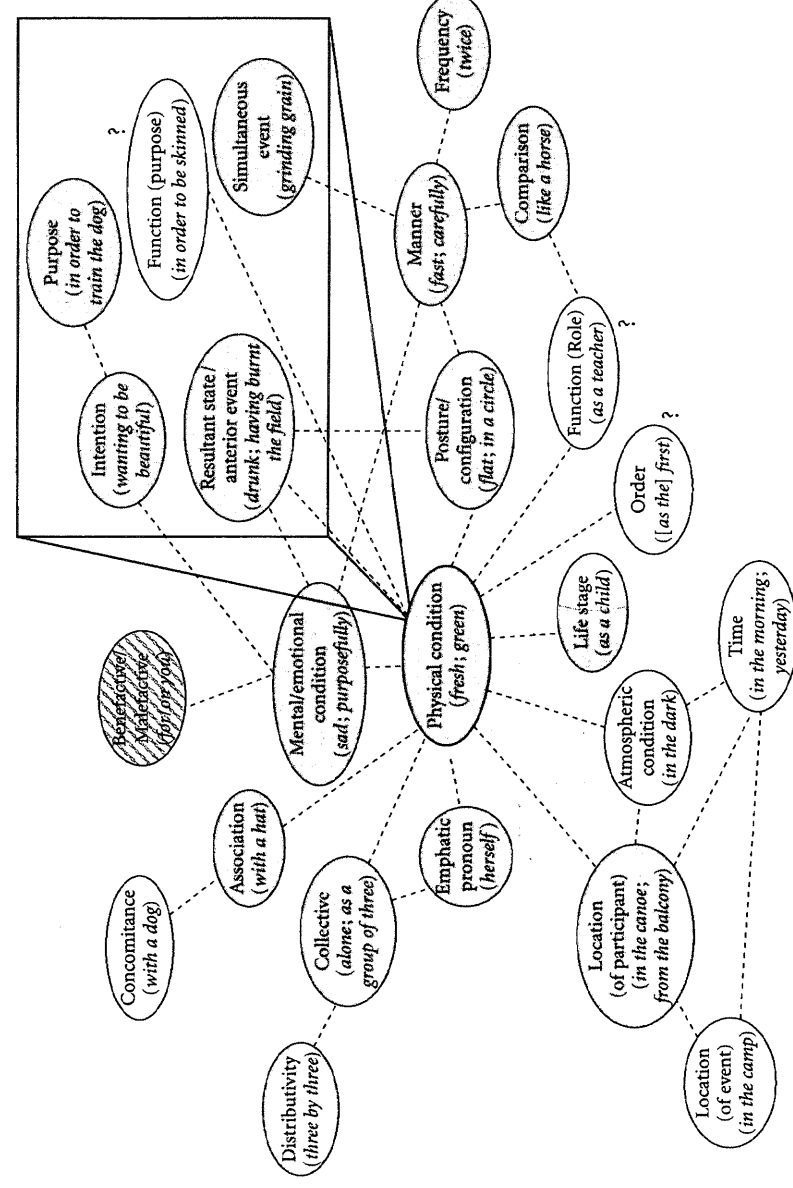 Purpose
(in order to
train the dog)
Function (purpose)
(in order to be skinned)
?
Intention
(wanting to be
beautiful)
Resultant state/
anterior event
(drunk; having burnt
the field)
Simultaneous
event
(grinding grain)
Benefactive/
Malefactive
Concomitance
(with a dog)
Association
(with a hat)
Mental/emotional
condition
(sad; purposefully)
Distributivity
(three by three)
Collective
(alone; as a
group of three)
Emphatic
pronoun
(herself)
Physical condition
(fresh; green)
Posture/
configuration
(flat; in a circle)
Manner
(fast; carefully)
Frequency
(twice)
Comparison
(like a horse)
Function (Role)
(as a teacher)
?
Order
([as the] first)
?
Life stage
(as a child)
Atmospheric
condition
(in the dark)
Location
(of participant)
(in the canoe;
from the balcony)
Location
(of event)
(in the camp)
Time
(in the morning;
yesterday)